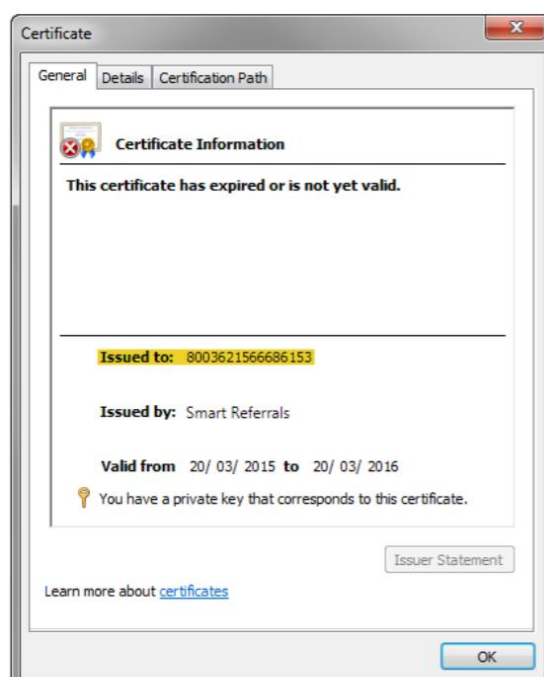 Certificate
General Details Certification Path
Certificate Information
This certificate has expired or is not yet valid.
Issued to: 8003621566686153
Issued by: Smart Referrals
Valid from 20/ 03/ 2015 to 20/ 03/ 2016
You have a private key that corresponds to this certificate.
Issuer Statement
Learn more about certificates
OK